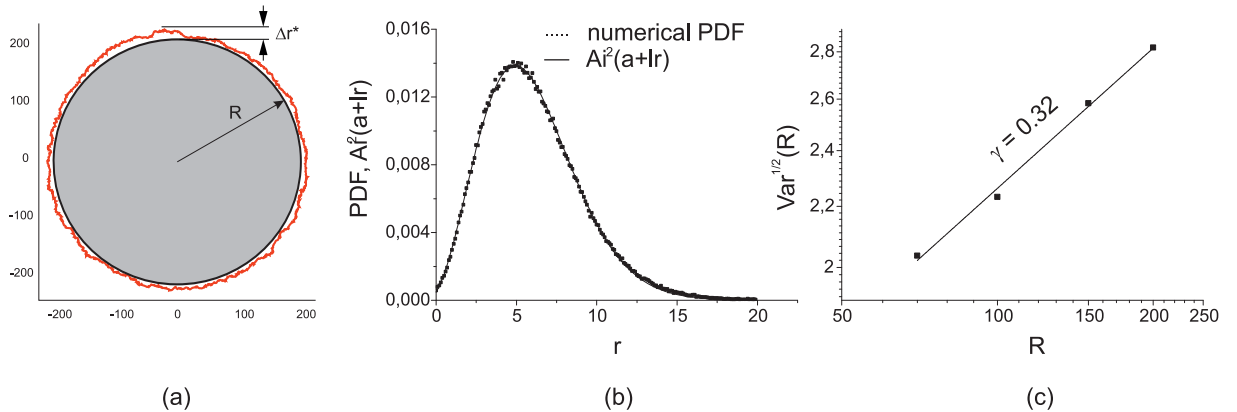 200
100
0
-100
-200
-200 -100 0 100 200
Δr*
R
(a)
PDF, Ai²(a+lr)
0,016
0,012
0,008
0,004
0,000
0 5 10 15 20
r
numerical PDF
Ai²(a+lr)
(b)
Var^{1/2}(R)
2,8
2,6
2,4
2,2
2
50 100 150 200 250
R
γ = 0.32
(c)